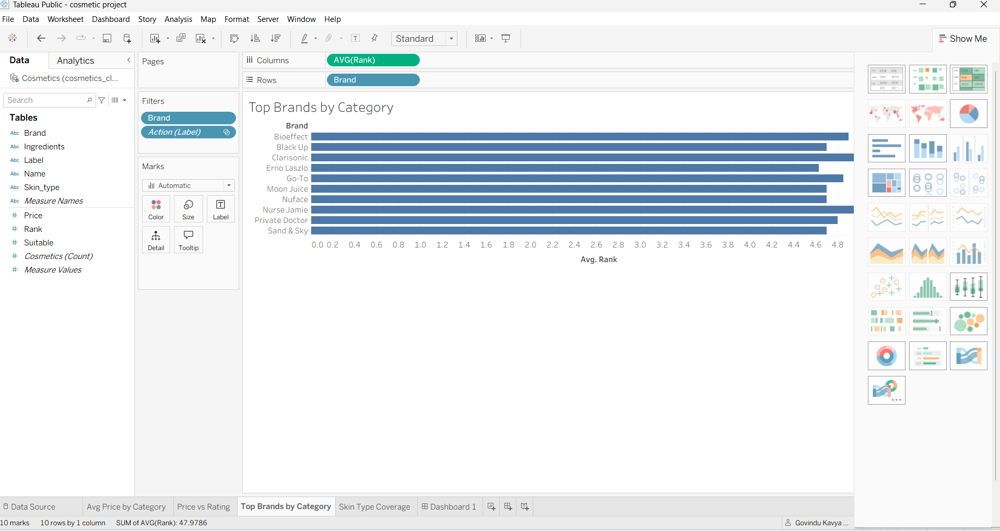 Tableau Public - cosmetic project
File Data Worksheet Dashboard Story Analysis Map Format Server Window Help
Standard
Show Me
Data Analytics
Cosmetics (cosmetics_cl...
Search
Tables
Abc Brand
Abc Ingredients
Abc Label
Abc Name
Abc Skin_type
Abc Measure Names
# Price
# Rank
# Suitable
# Cosmetics (Count)
# Measure Values
Pages
Filters
Brand
Action (Label)
Marks
Automatic
Color Size Label
Detail Tooltip
Columns AVG(Rank)
Rows Brand
Top Brands by Category
Brand
Bioeffect
Black Up
Clarisonic
Erno Laszlo
Go-To
Moon Juice
Nuface
Nurse Jamie
Private Doctor
Sand & Sky
0.0 0.2 0.4 0.6 0.8 1.0 1.2 1.4 1.6 1.8 2.0 2.2 2.4 2.6 2.8 3.0 3.2 3.4 3.6 3.8 4.0 4.2 4.4 4.6 4.8
Avg. Rank
Data Source Avg Price by Category Price vs Rating Top Brands by Category Skin Type Coverage Dashboard 1
10 marks 10 rows by 1 column SUM of AVG(Rank): 47.9786
Govindu Kavya ...